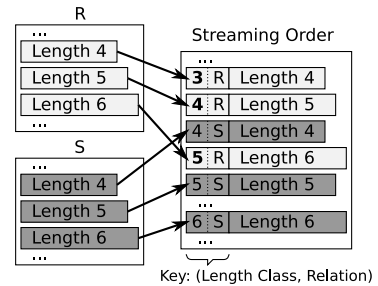 R
...
Length 4
Length 5
Length 6
...
S
...
Length 4
Length 5
Length 6
...
Streaming Order
...
3 R Length 4
4 R Length 5
4 S Length 4
5 R Length 6
5 S Length 5
...
6 S Length 6
...
Key: (Length Class, Relation)